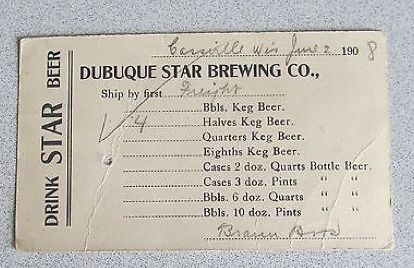 Cassville Wis June 2 1908
DUBUQUE STAR BREWING CO.,
Ship by first Freight
Bbls. Keg Beer.
4 Halves Keg Beer.
Quarters Keg Beer.
Eighths Keg Beer.
Cases 2 doz. Quarts Bottle Beer.
Cases 3 doz. Pints " "
Bbls. 6 doz. Quarts " "
Bbls. 10 doz. Pints " "
Braun Bros
DRINK STAR BEER